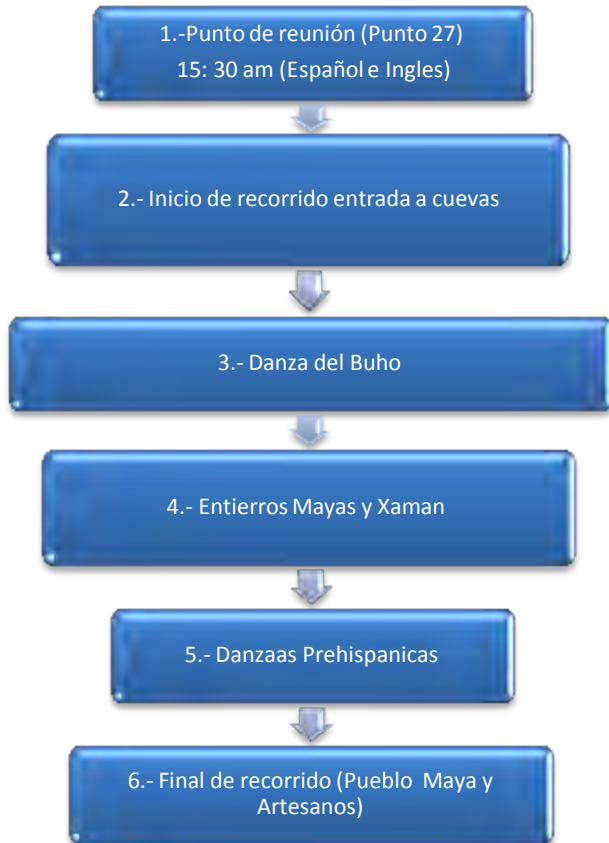 1.-Punto de reunión (Punto 27)
15: 30 am (Español e Ingles)
2.- Inicio de recorrido entrada a cuevas
3.- Danza del Buho
4.- Entierros Mayas y Xaman
5.- Danzaas Prehispanicas
6.- Final de recorrido (Pueblo Maya y
Artesanos)